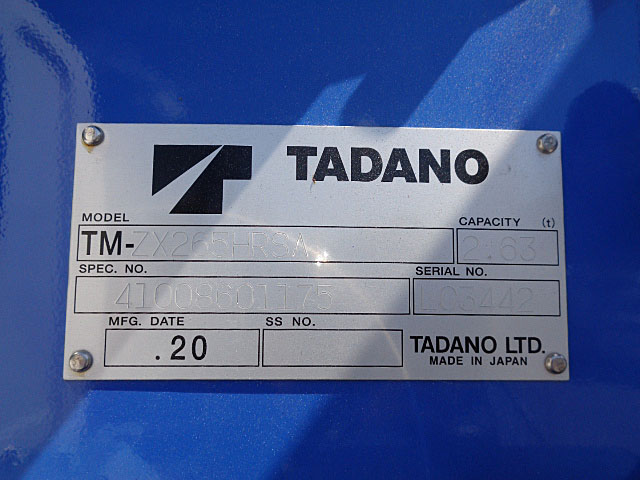 TADANO
MODEL
CAPACITY (t)
TM-ZX265HRSA 2.63
SPEC. NO. SERIAL NO.
41008601175
MFG. DATE SS NO.
.20
TADANO LTD.
MADE IN JAPAN